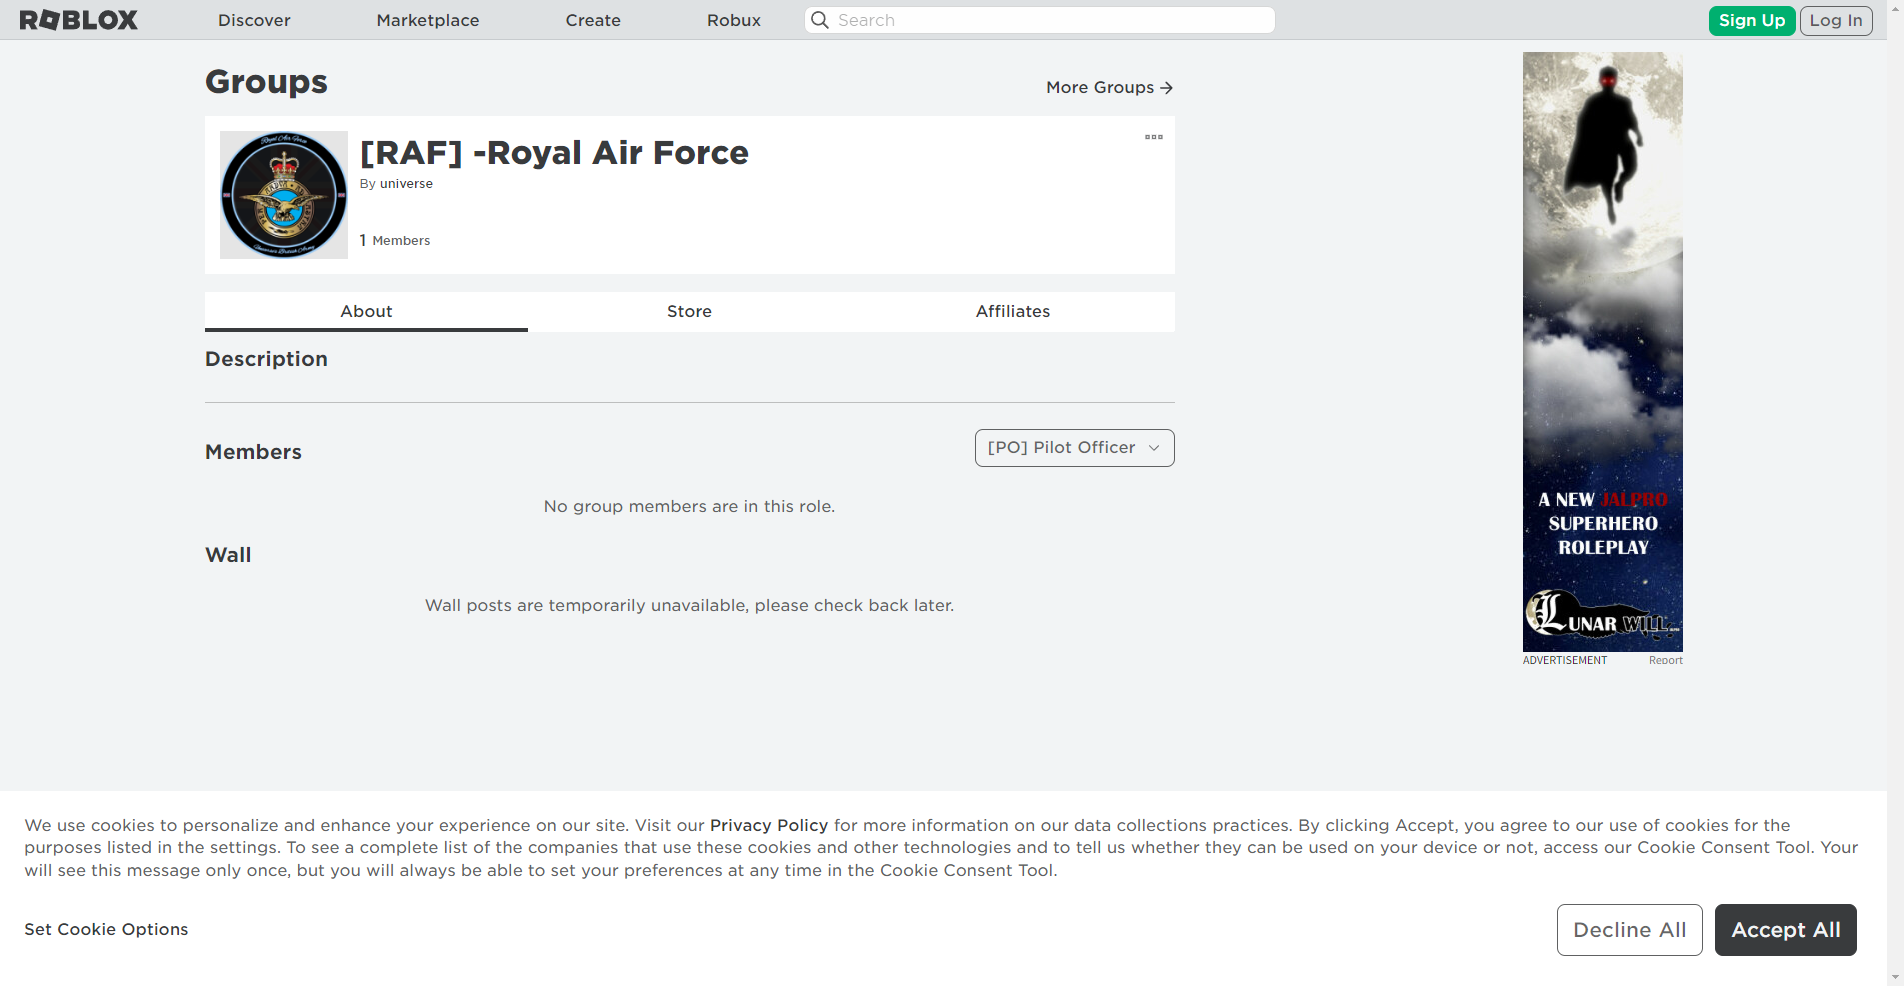 ROBLOX
Discover
Marketplace
Create
Robux
Search
Sign Up
Log In
Groups
More Groups
[RAF] -Royal Air Force
By universe
1 Members
About
Store
Affiliates
Description
Members
[PO] Pilot Officer
No group members are in this role.
Wall
Wall posts are temporarily unavailable, please check back later.
A NEW JAILPRO
SUPERHERO
ROLEPLAY
LUNAR WILL
ADVERTISEMENT
Report
We use cookies to personalize and enhance your experience on our site. Visit our Privacy Policy for more information on our data collections practices. By clicking Accept, you agree to our use of cookies for the
purposes listed in the settings. To see a complete list of the companies that use these cookies and other technologies and to tell us whether they can be used on your device or not, access our Cookie Consent Tool. Your
will see this message only once, but you will always be able to set your preferences at any time in the Cookie Consent Tool.
Set Cookie Options
Decline All
Accept All